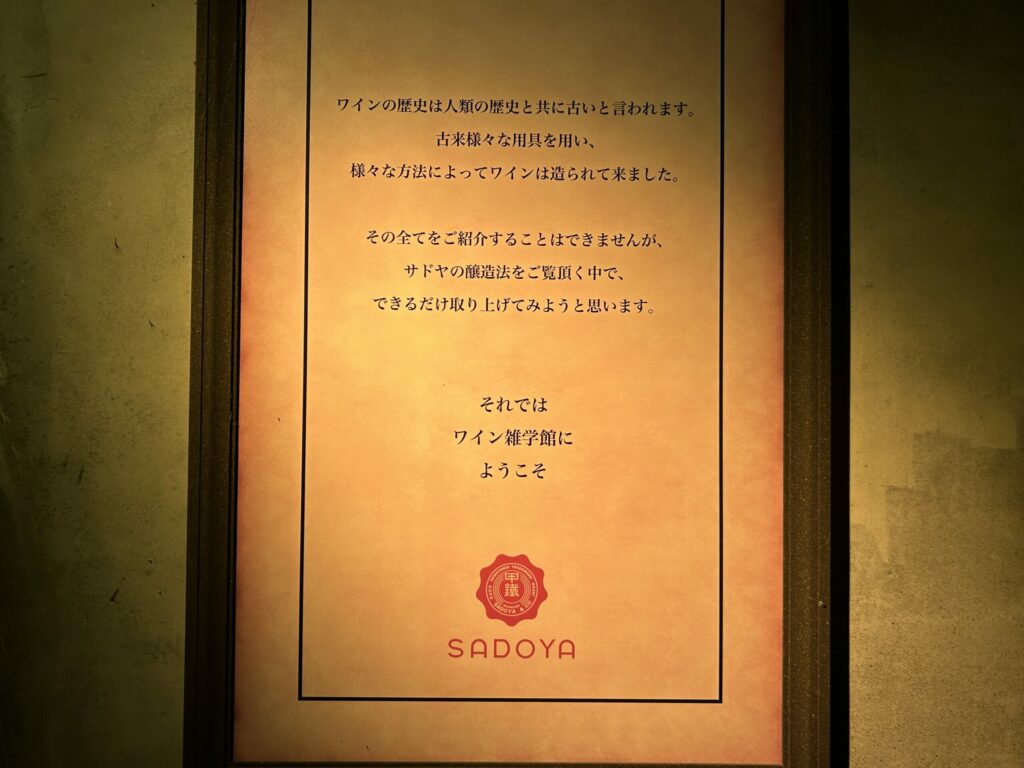 ワインの歴史は人類の歴史と共に古いと言われます。
古来様々な用具を用い、
様々な方法によってワインは造られて来ました。
その全てをご紹介することはできませんが、
サドヤの醸造法をご覧頂く中で、
できるだけ取り上げてみようと思います。
それでは
ワイン雑学館に
ようこそ
REGISTERED TRADEMARK
甲鐵
SADOYA & CO
SADOYA